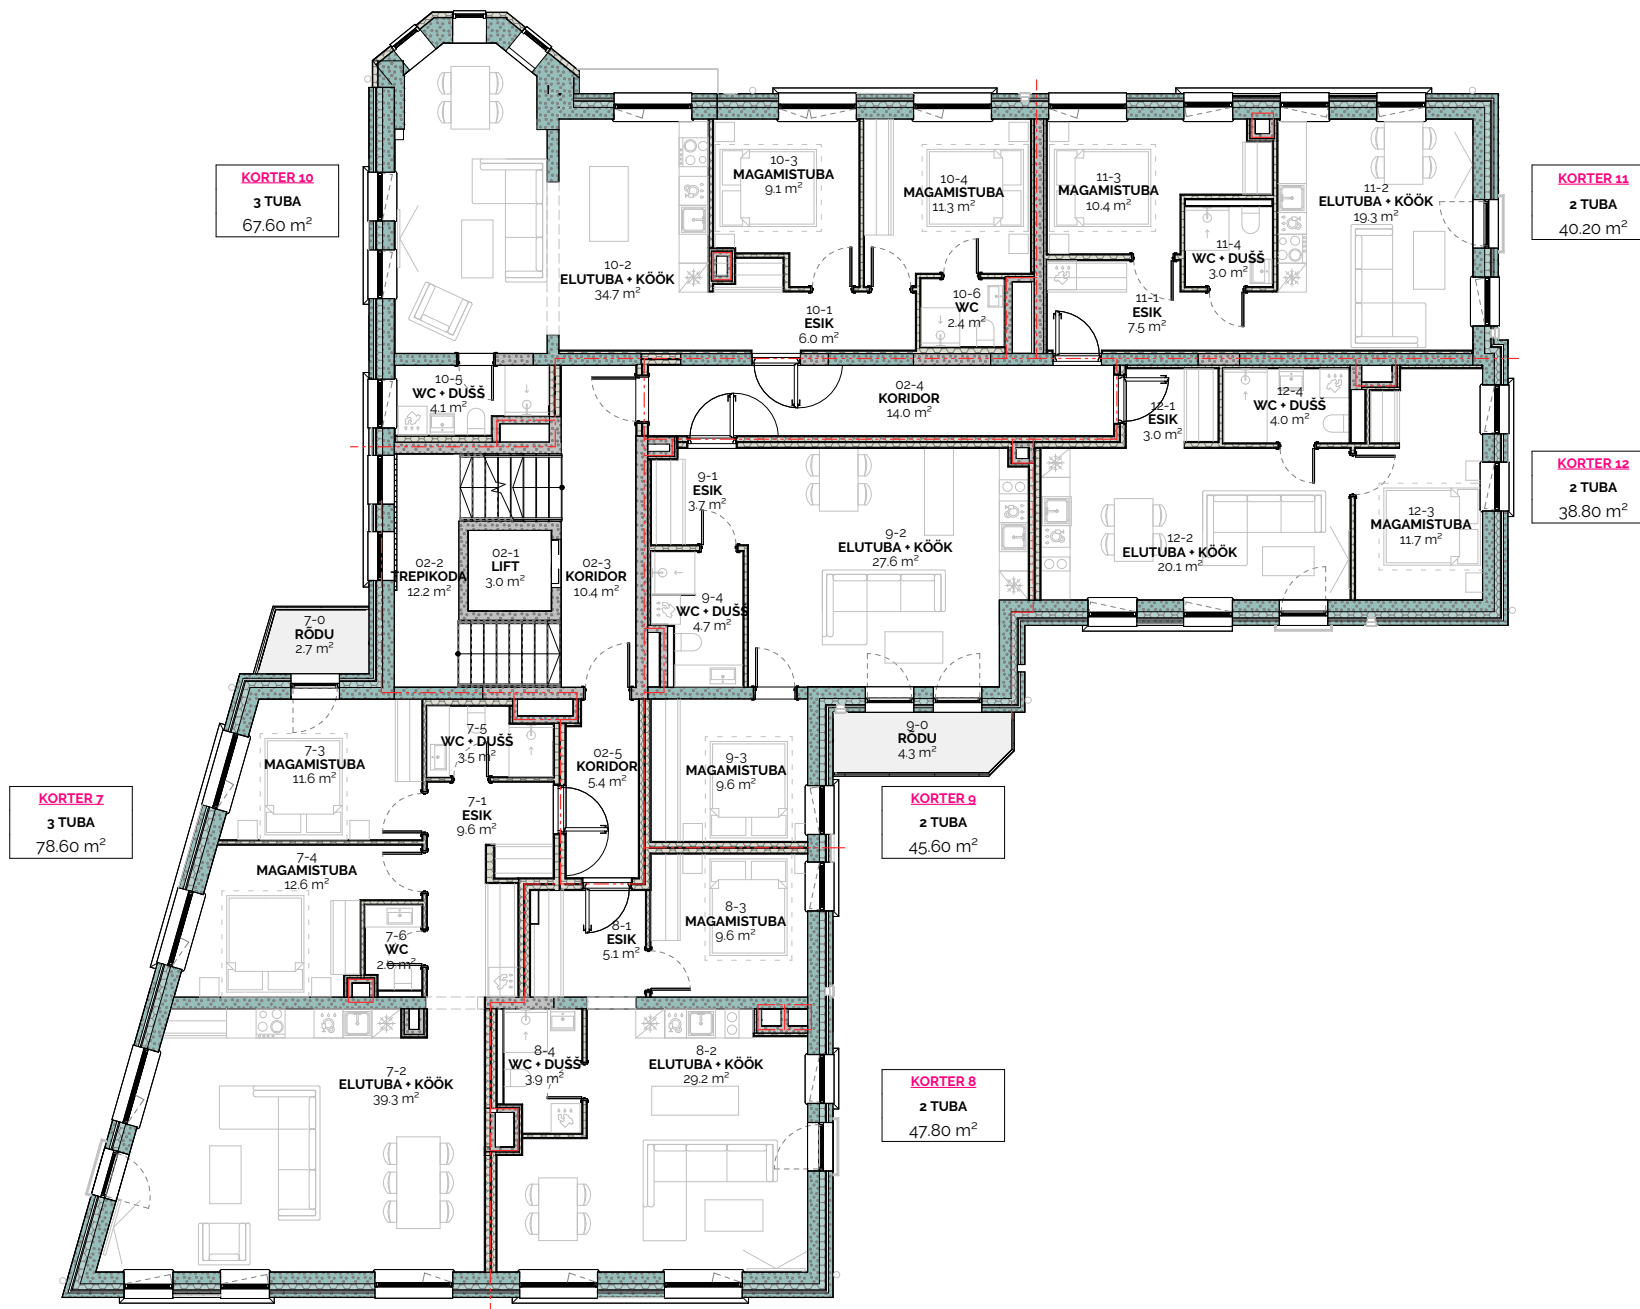 KORTER 10
3 TUBA
67.60 m²
10-3
MAGAMISTUBA
9.1 m²
10-4
MAGAMISTUBA
11.3 m²
11-3
MAGAMISTUBA
10.4 m²
11-2
ELUTUBA + KÖÖK
19.3 m²
KORTER 11
2 TUBA
40.20 m²
11-4
WC + DUŠŠ
3.0 m²
10-2
ELUTUBA + KÖÖK
34.7 m²
10-1
ESIK
6.0 m²
10-6
WC
2.4 m²
11-1
ESIK
7.5 m²
10-5
WC + DUŠŠ
4.1 m²
02-4
KORIDOR
14.0 m²
12-1
ESIK
3.0 m²
12-4
WC + DUŠŠ
4.0 m²
KORTER 12
2 TUBA
38.80 m²
9-1
ESIK
3.7 m²
9-2
ELUTUBA + KÖÖK
27.6 m²
12-2
ELUTUBA + KÖÖK
20.1 m²
12-3
MAGAMISTUBA
11.7 m²
02-2
TREPIKODA
12.2 m²
02-1
LIFT
3.0 m²
02-3
KORIDOR
10.4 m²
9-4
WC + DUŠŠ
4.7 m²
7-0
RÕDU
2.7 m²
9-0
RÕDU
4.3 m²
7-3
MAGAMISTUBA
11.6 m²
7-5
WC + DUŠŠ
3.5 m²
02-5
KORIDOR
5.4 m²
9-3
MAGAMISTUBA
9.6 m²
KORTER 7
3 TUBA
78.60 m²
7-1
ESIK
9.6 m²
KORTER 9
2 TUBA
45.60 m²
7-4
MAGAMISTUBA
12.6 m²
7-6
WC
2.0 m²
8-1
ESIK
5.1 m²
8-3
MAGAMISTUBA
9.6 m²
7-2
ELUTUBA + KÖÖK
39.3 m²
8-4
WC + DUŠŠ
3.9 m²
8-2
ELUTUBA + KÖÖK
29.2 m²
KORTER 8
2 TUBA
47.80 m²